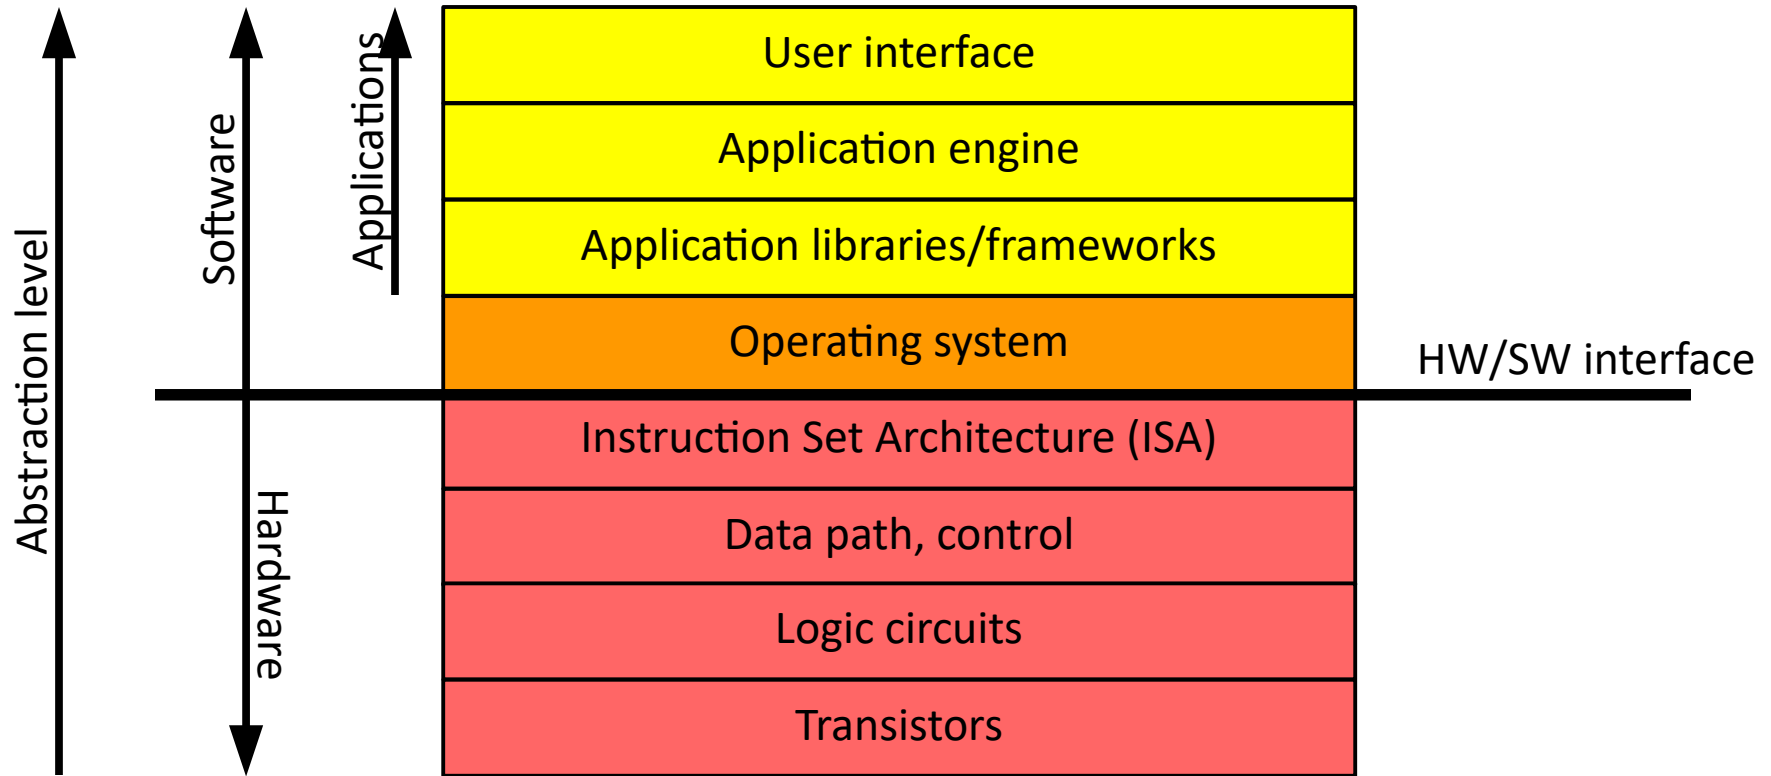 Abstraction level
Software
Hardware
Applications
User interface
Application engine
Application libraries/frameworks
Operating system
HW/SW interface
Instruction Set Architecture (ISA)
Data path, control
Logic circuits
Transistors